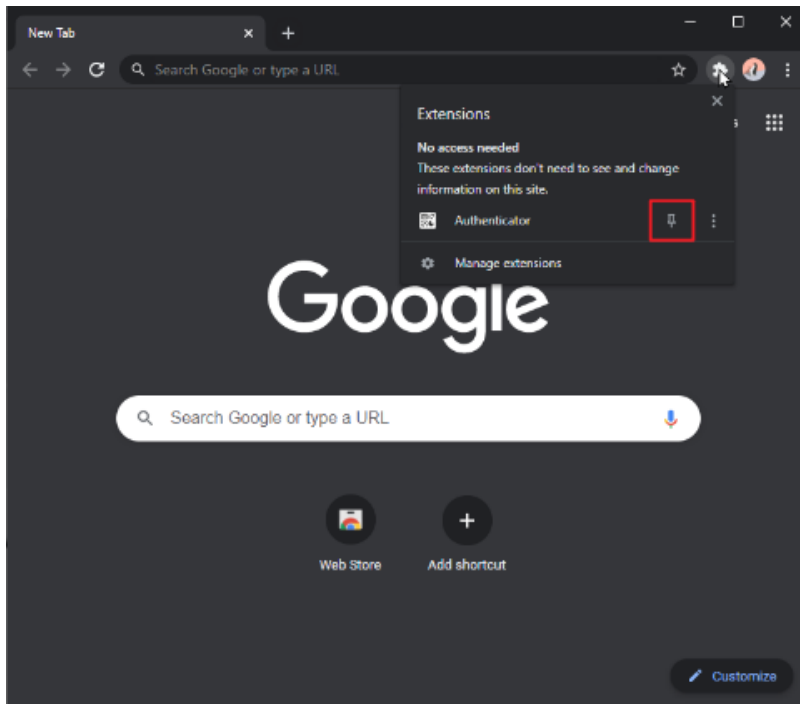 New Tab
Search Google or type a URL
Extensions
No access needed
These extensions don't need to see and change
information on this site.
Authenticator
Manage extensions
Google
Search Google or type a URL
Web Store
Add shortcut
Customize